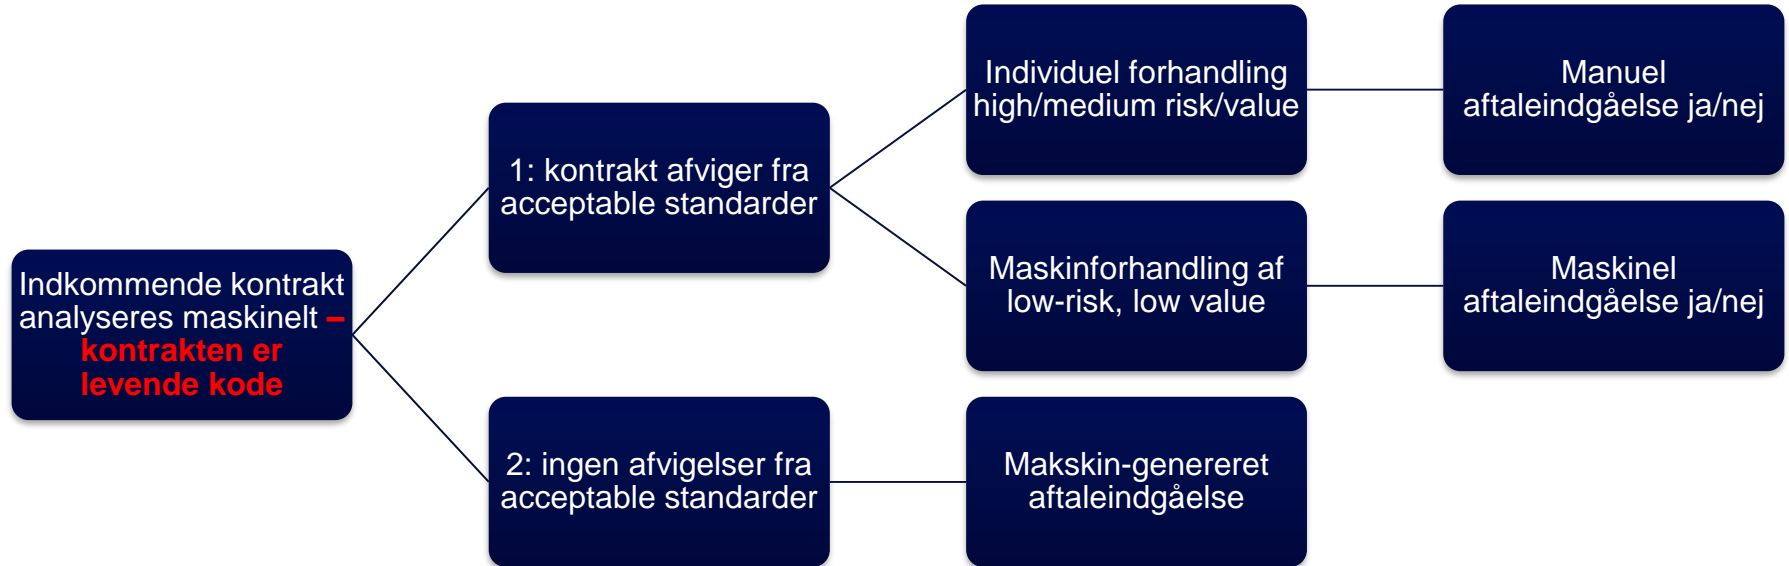 Indkommende kontrakt
analyseres maskinelt –
kontrakten er
levende kode
1: kontrakt afviger fra
acceptable standarder
Individuel forhandling
high/medium risk/value
Manuel
aftaleindgåelse ja/nej
Maskinforhandling af
low-risk, low value
Maskinel
aftaleindgåelse ja/nej
2: ingen afvigelser fra
acceptable standarder
Makskin-genereret
aftaleindgåelse